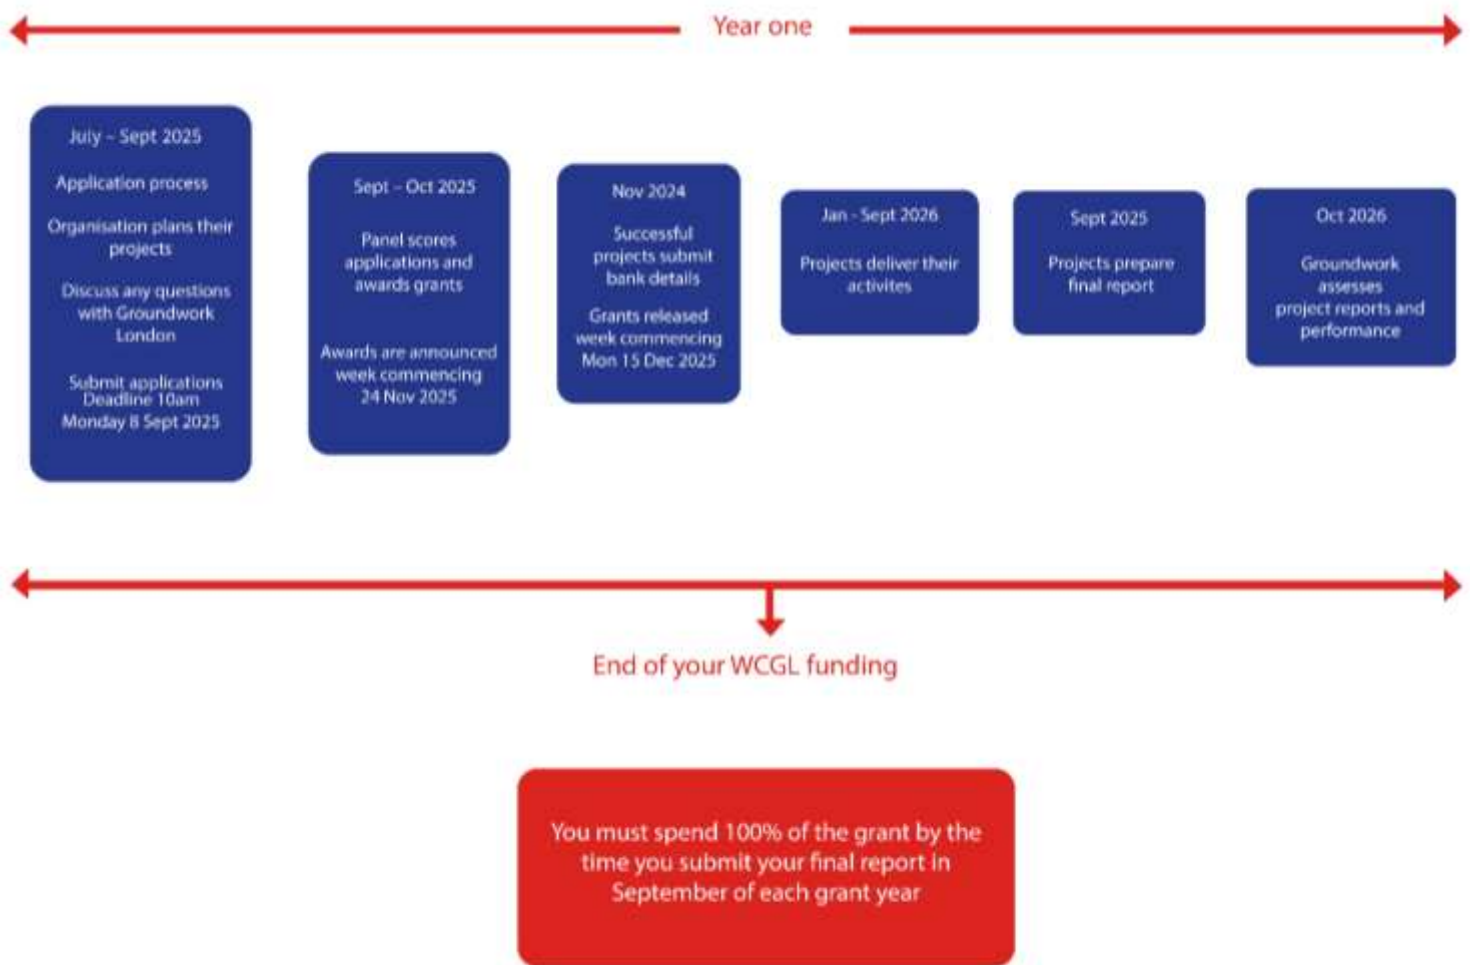 Year one
July – Sept 2025
Application process
Organisation plans their
projects
Discuss any questions
with Groundwork
London
Submit applications
Deadline 10am
Monday 8 Sept 2025
Sept – Oct 2025
Panel scores
applications and
awards grants
Awards are announced
week commencing
24 Nov 2025
Nov 2024
Successful
projects submit
bank details
Grants released
week commencing
Mon 15 Dec 2025
Jan - Sept 2026
Projects deliver their
activites
Sept 2025
Projects prepare
final report
Oct 2026
Groundwork
assesses
project reports and
performance
End of your WCGL funding
You must spend 100% of the grant by the
time you submit your final report in
September of each grant year